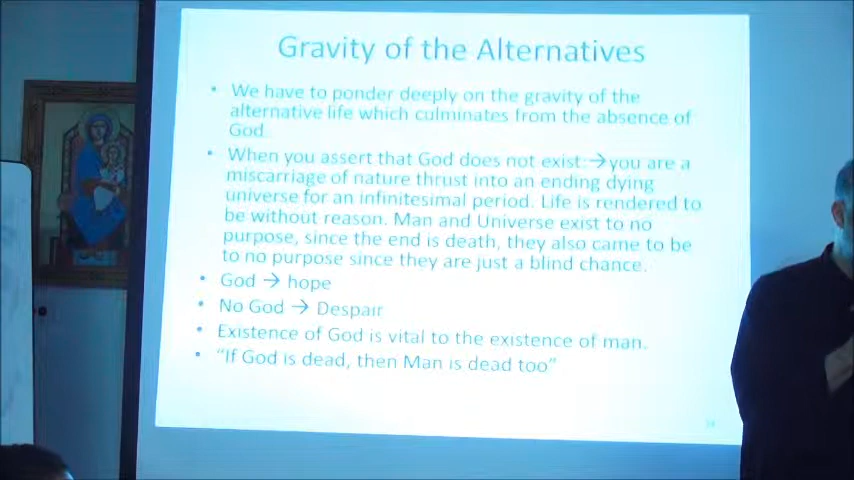 Gravity of the Alternatives
• We have to ponder deeply on the gravity of the
alternative life which culminates from the absence of
God.
• When you assert that God does not exist:→you are a
miscarriage of nature thrust into an ending dying
universe for an infinitesimal period. Life is rendered to
be without reason. Man and Universe exist to no
purpose, since the end is death, they also came to be
to no purpose since they are just a blind chance.
• God → hope
• No God → Despair
• Existence of God is vital to the existence of man.
• “If God is dead, then Man is dead too”